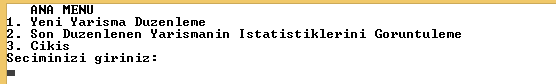 ANA MENU
1. Yeni Yarisma Duzenleme
2. Son Duzenlenen Yarismanin Istatistiklerini Goruntuleme
3. Cikis
Seciminizi giriniz: